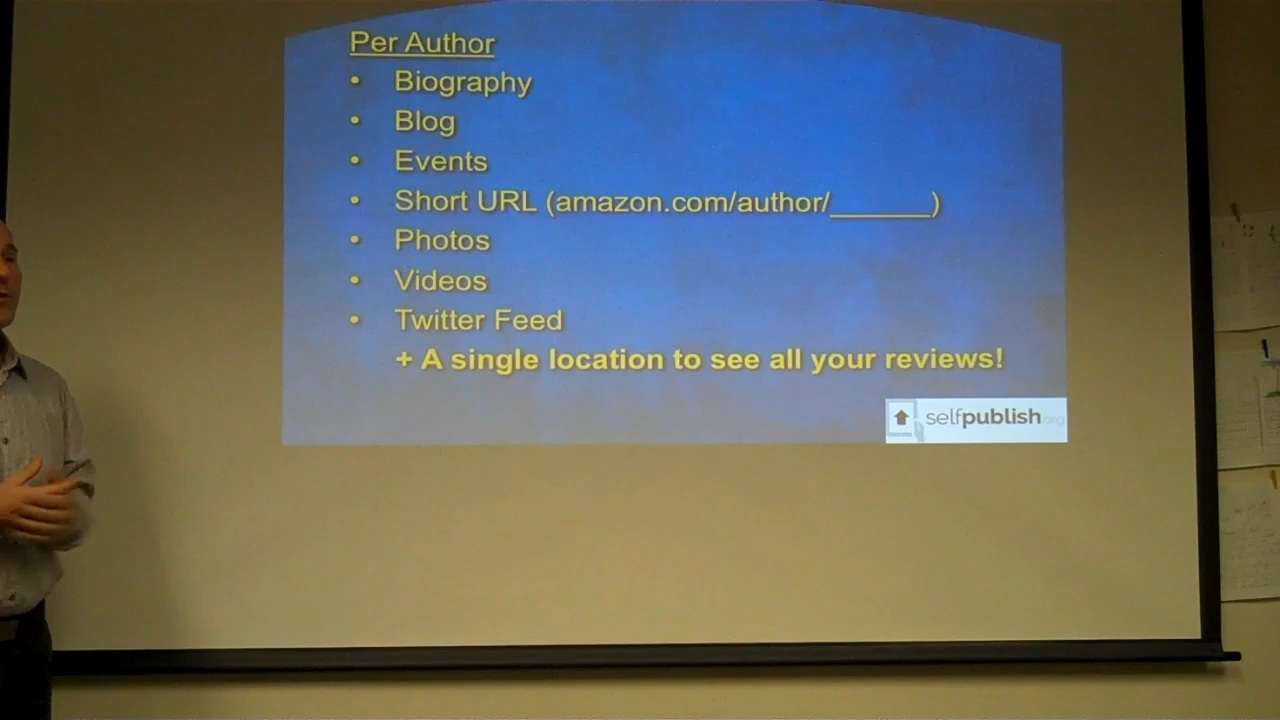 Per Author
• Biography
• Blog
• Events
• Short URL (amazon.com/author/_______)
• Photos
• Videos
• Twitter Feed
+ A single location to see all your reviews!
selfpublish.org